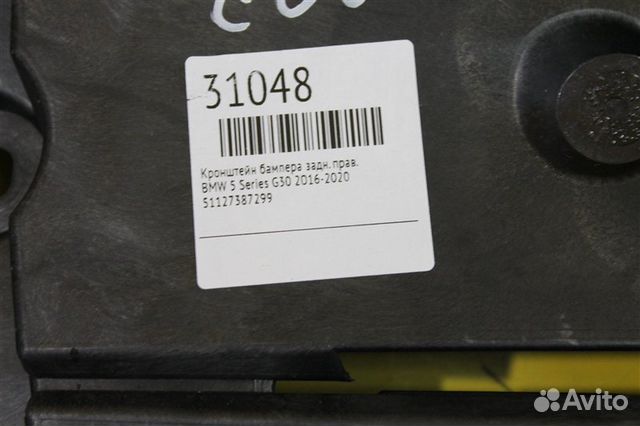 31048
Кронштейн бампера задн. прав.
BMW 5 Series G30 2016-2020
51127387299
Avito